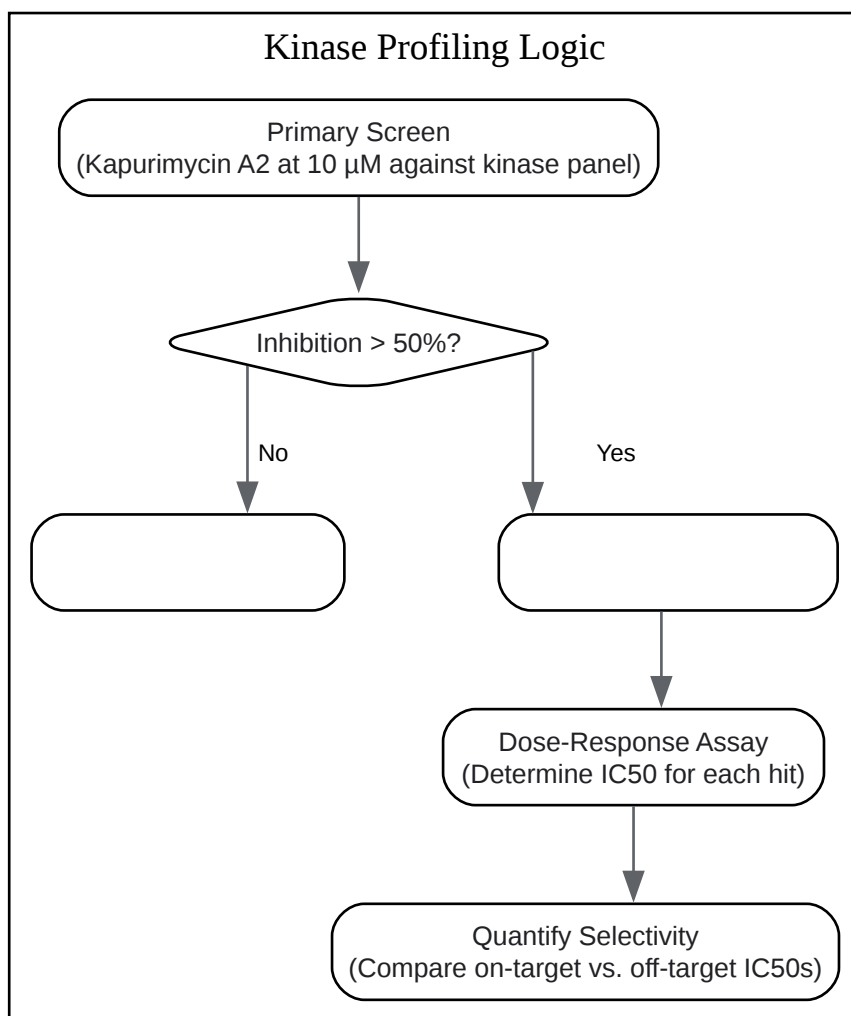 Kinase Profiling Logic
Primary Screen
(Kapurimycin A2 at 10 µM against kinase panel)
Inhibition > 50%?
No
Yes
Dose-Response Assay
(Determine IC50 for each hit)
Quantify Selectivity
(Compare on-target vs. off-target IC50s)